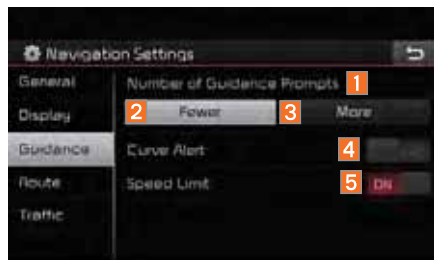 Navigation Settings
General
Number of Guidance Prompts 1
Display
2 Fewer 3 More
Guidance
Curve Alert 4
Route
Speed Limit 5 ON
Traffic